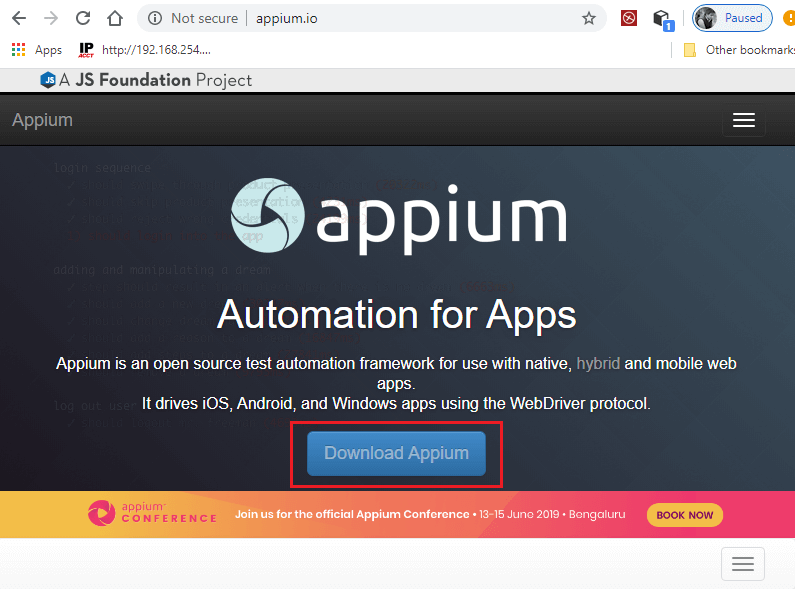 Not secure | appium.io
Paused
Apps
IP
ACCT
http://192.168.254....
Other bookmarks
JS
A JS Foundation Project
Appium
login sequence
appium
adding and manipulating a dream
Automation for Apps
Appium is an open source test automation framework for use with native, hybrid and mobile web
apps.
log out user
It drives iOS, Android, and Windows apps using the WebDriver protocol.
Download Appium
appium
CONFERENCE
Join us for the official Appium Conference • 13-15 June 2019 • Bengaluru
BOOK NOW